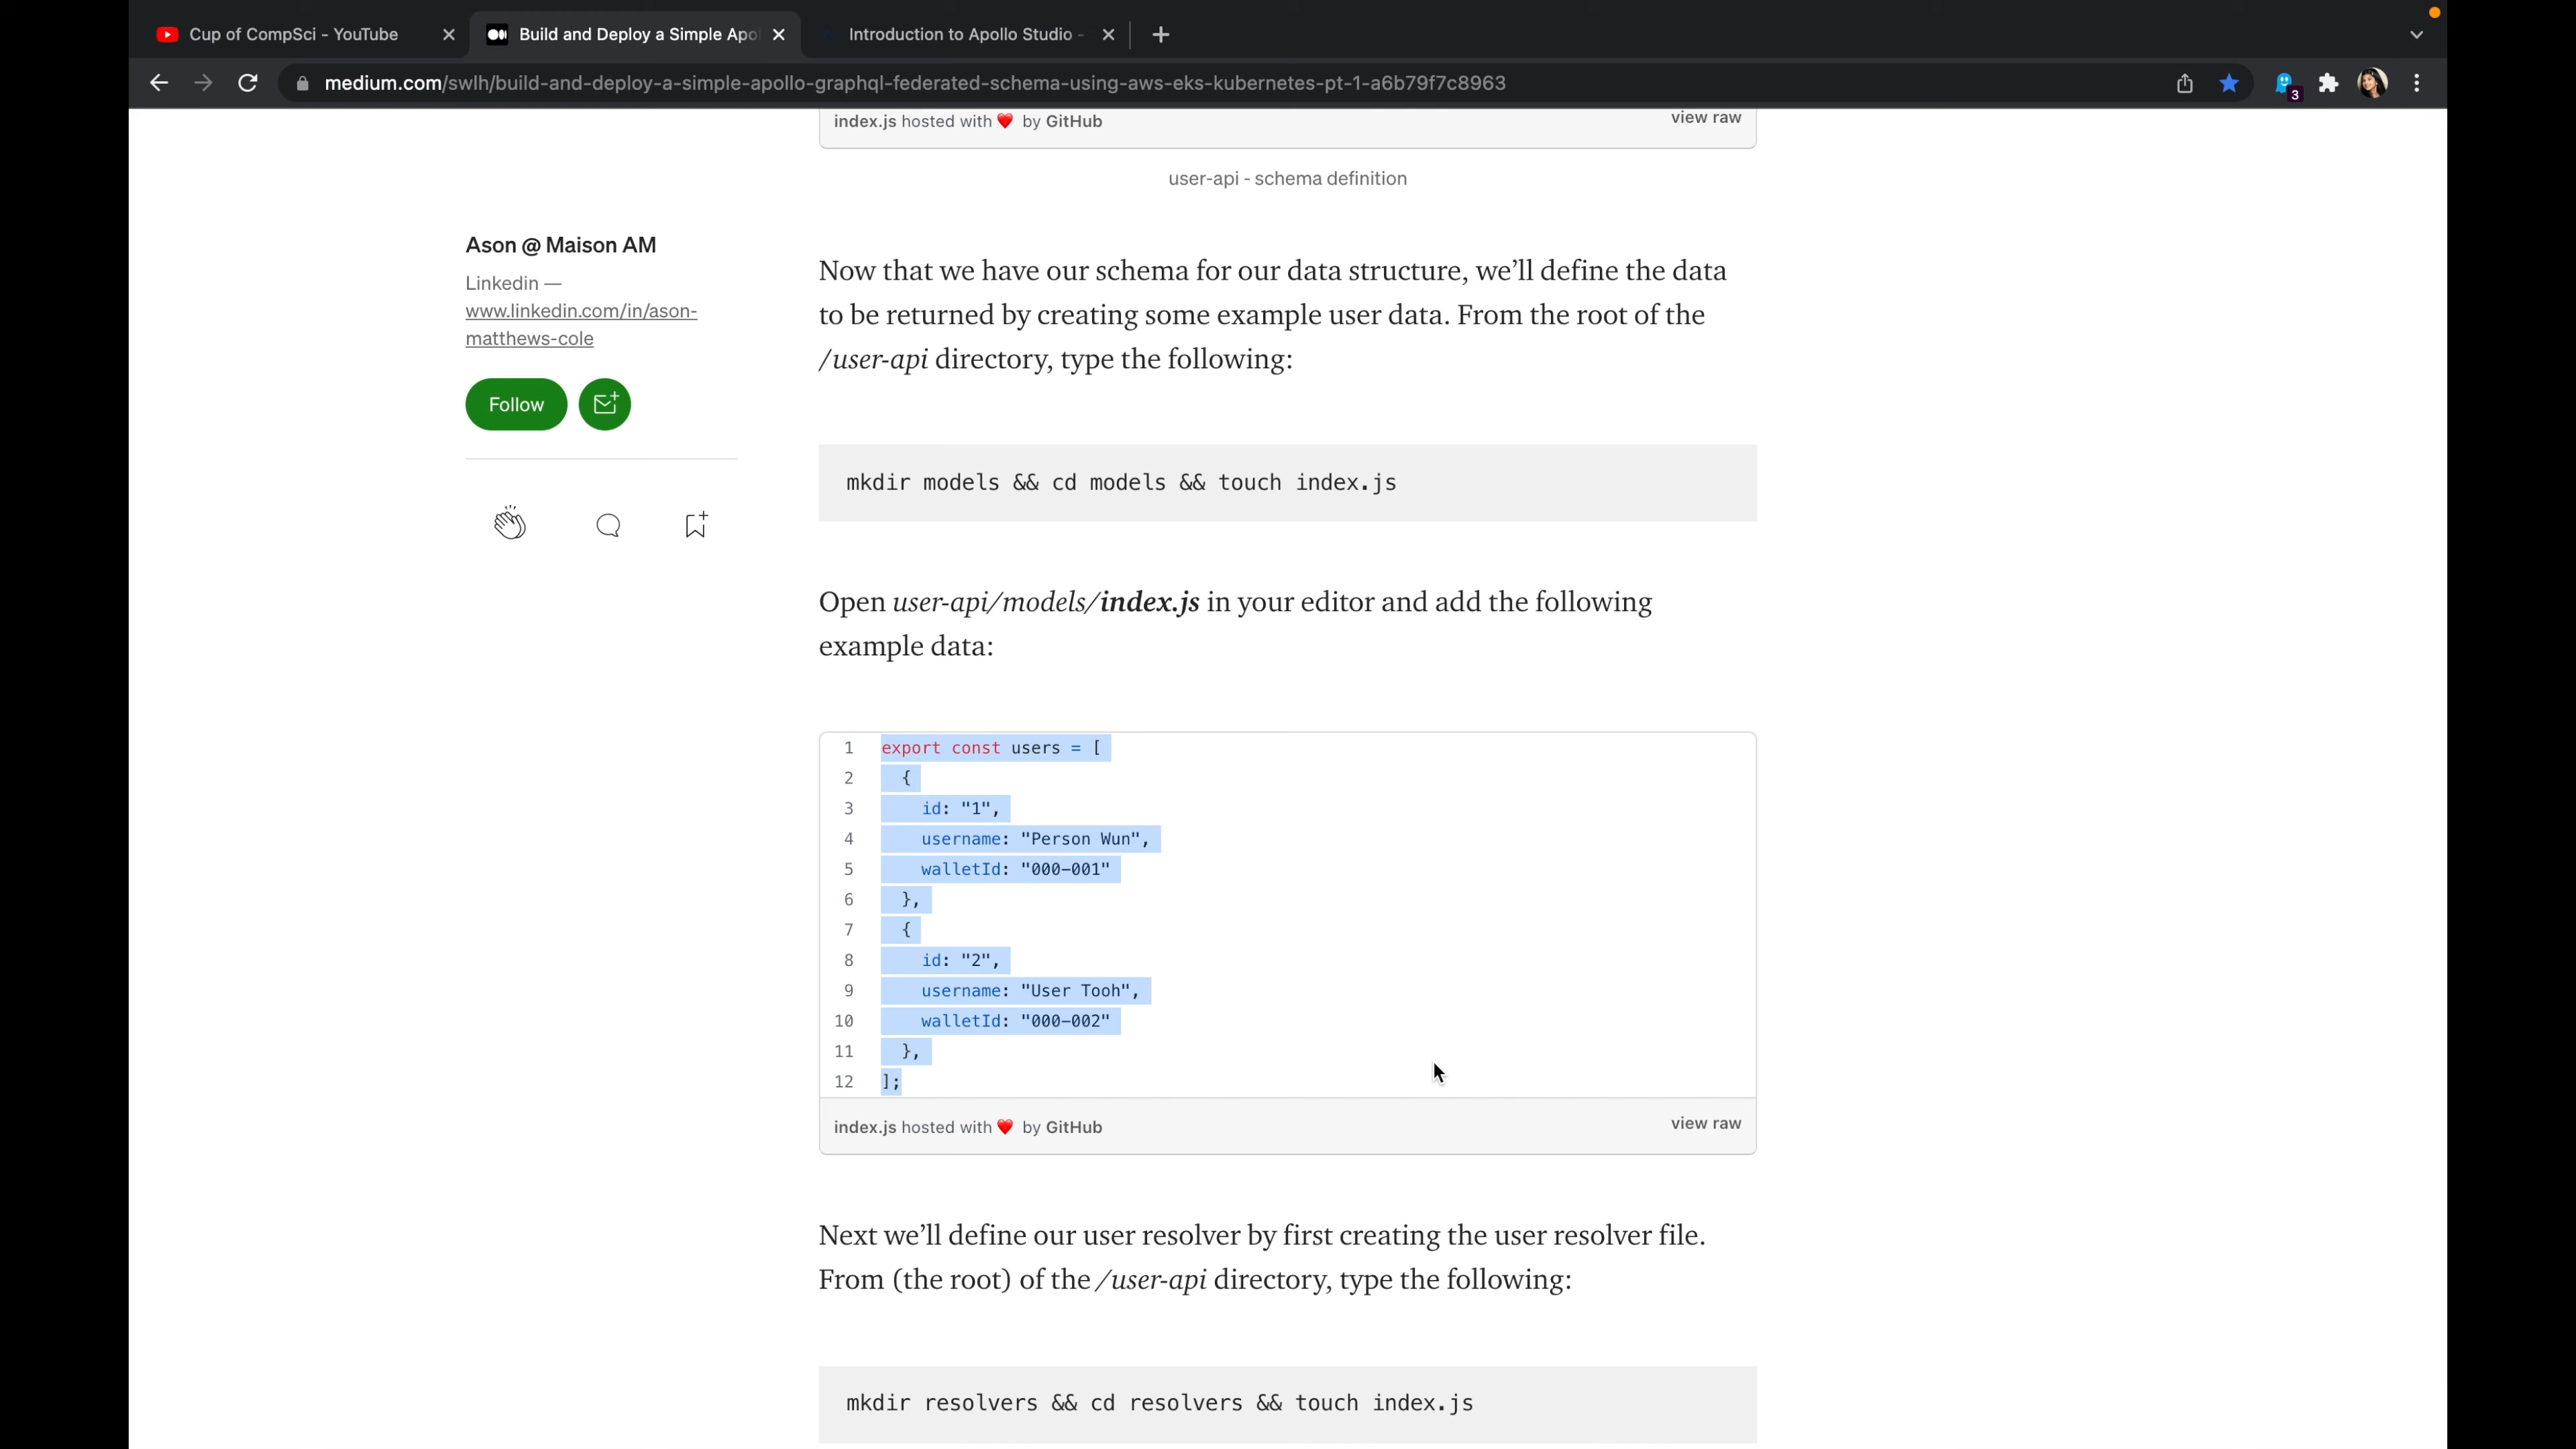 Cup of CompSci - YouTube
Build and Deploy a Simple Apo
Introduction to Apollo Studio -
medium.com/swlh/build-and-deploy-a-simple-apollo-graphql-federated-schema-using-aws-eks-kubernetes-pt-1-a6b79f7c8963
3
index.js hosted with ❤ by GitHub
view raw
user-api - schema definition
Ason @ Maison AM
Linkedin —
www.linkedin.com/in/ason-
matthews-cole
Follow
Now that we have our schema for our data structure, we’ll define the data
to be returned by creating some example user data. From the root of the
/user-api directory, type the following:
mkdir models && cd models && touch index.js
Open user-api/models/index.js in your editor and add the following
example data:
1 export const users = [
2 {
3 id: "1",
4 username: "Person Wun",
5 walletId: "000-001"
6 },
7 {
8 id: "2",
9 username: "User Tooh",
10 walletId: "000-002"
11 },
12 ];
index.js hosted with ❤ by GitHub
view raw
Next we’ll define our user resolver by first creating the user resolver file.
From (the root) of the /user-api directory, type the following:
mkdir resolvers && cd resolvers && touch index.js